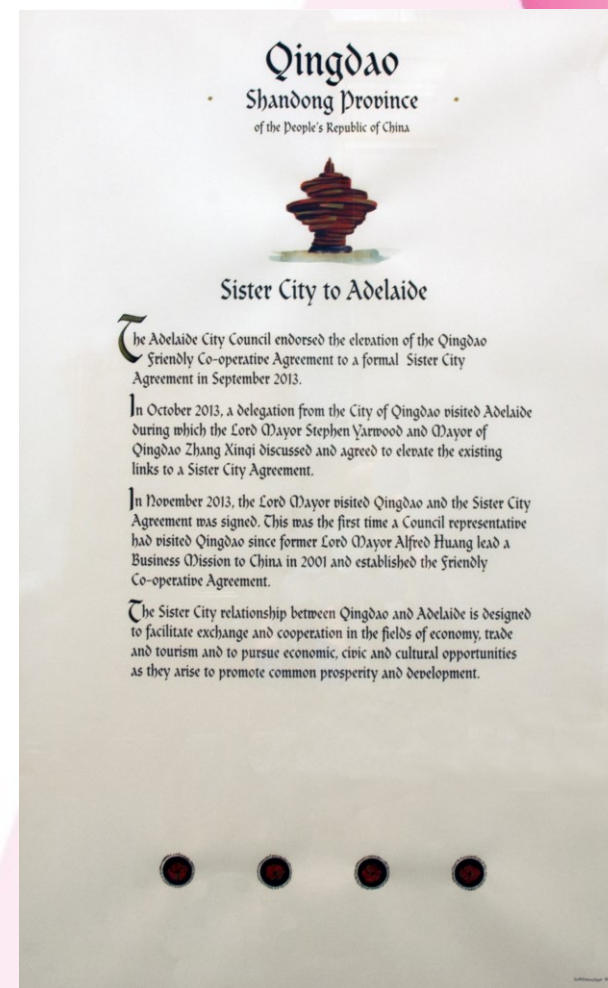 Qingdao
Shandong Province
of the People's Republic of China
Sister City to Adelaide
The Adelaide City Council endorsed the elevation of the Qingdao
Friendly Co-operative Agreement to a formal Sister City
Agreement in September 2013.
In October 2013, a delegation from the City of Qingdao visited Adelaide
during which the Lord Mayor Stephen Yarwood and Mayor of
Qingdao Zhang Xinqi discussed and agreed to elevate the existing
links to a Sister City Agreement.
In November 2013, the Lord Mayor visited Qingdao and the Sister City
Agreement was signed. This was the first time a Council representative
had visited Qingdao since former Lord Mayor Alfred Huang lead a
Business Mission to China in 2001 and established the Friendly
Co-operative Agreement.
The Sister City relationship between Qingdao and Adelaide is designed
to facilitate exchange and cooperation in the fields of economy, trade
and tourism and to pursue economic, civic and cultural opportunities
as they arise to promote common prosperity and development.